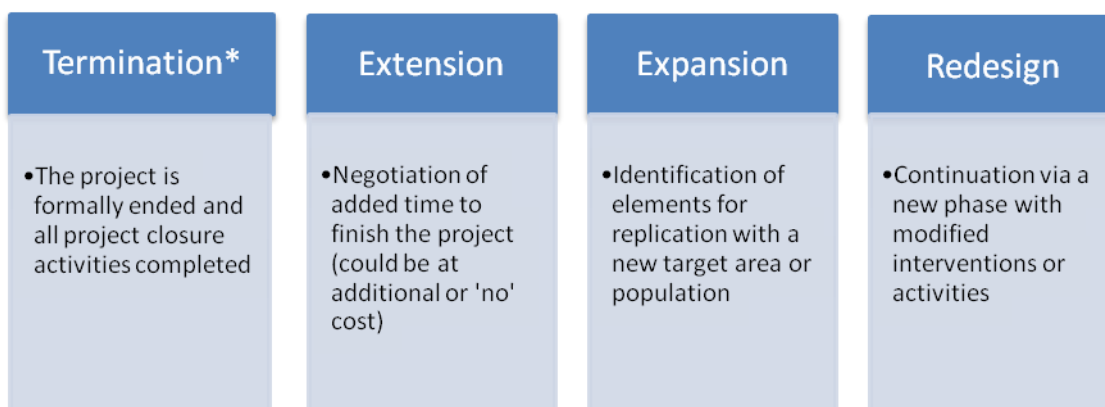 Termination*
•The project is
formally ended and
all project closure
activities completed
Extension
•Negotiation of
added time to
finish the project
(could be at
additional or 'no'
cost)
Expansion
•Identification of
elements for
replication with a
new target area or
population
Redesign
•Continuation via a
new phase with
modified
interventions or
activities